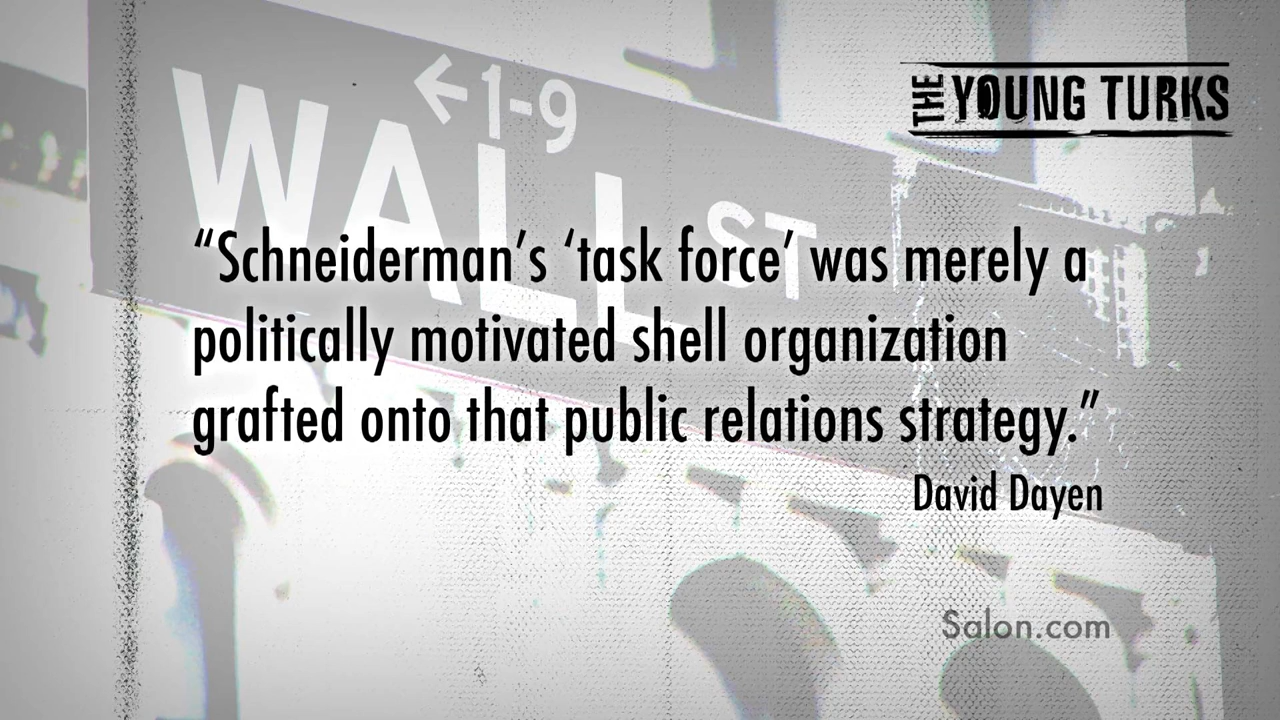 THE YOUNG TURKS
←1-9
WALL ST
“Schneiderman’s ‘task force’ was merely a
politically motivated shell organization
grafted onto that public relations strategy.”
David Dayen
Salon.com